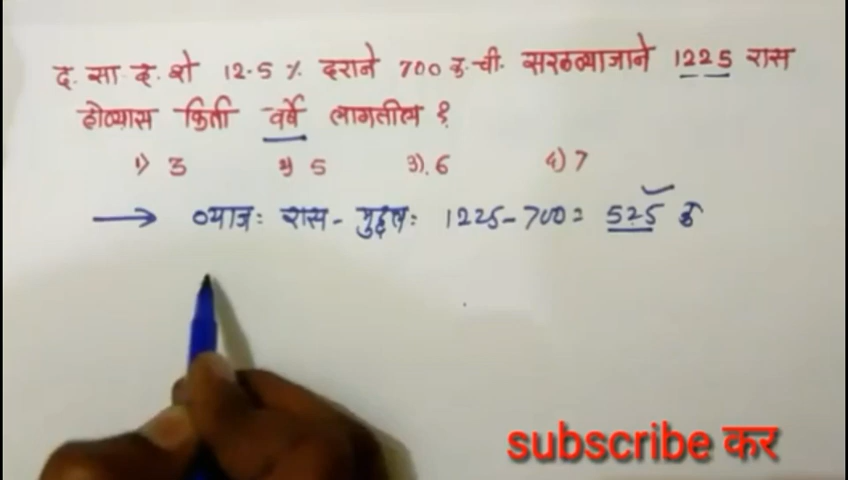 द. सा. द. शे 12.5 % दराने 700 रु. ची. सरळव्याजाने 1225 रास
होण्यास किती वर्षे लागतील ?
1) 3 2) 5 3). 6 4) 7
→ व्याज: रास - मुद्दल: 1225 - 700 = 525 रु
subscribe कर